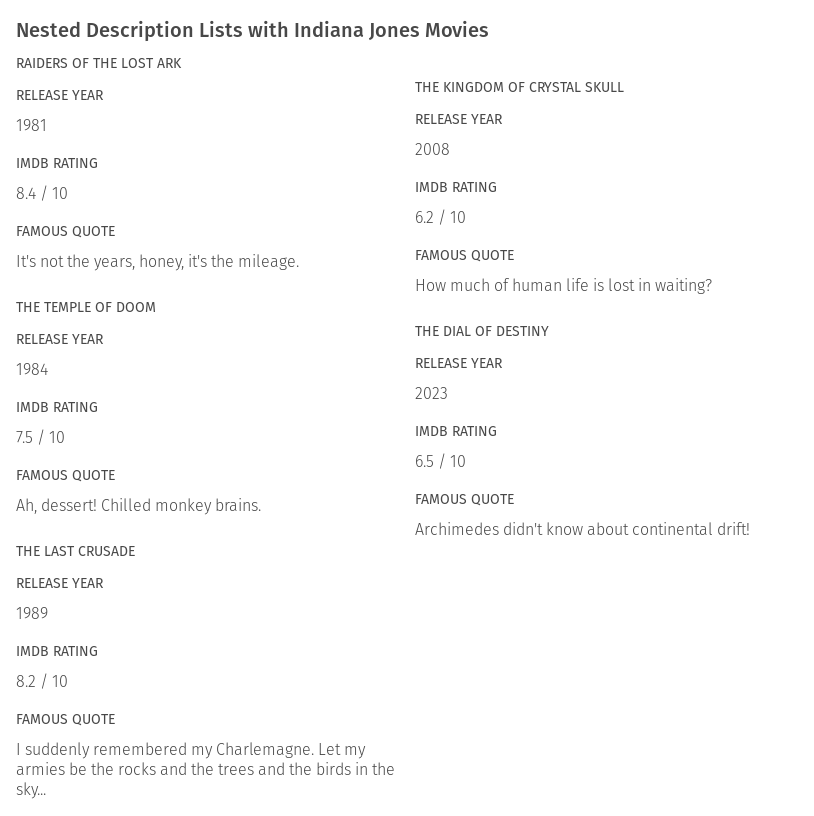 Nested Description Lists with Indiana Jones Movies
RAIDERS OF THE LOST ARK
RELEASE YEAR
1981
IMDB RATING
8.4 / 10
FAMOUS QUOTE
It's not the years, honey, it's the mileage.
THE TEMPLE OF DOOM
RELEASE YEAR
1984
IMDB RATING
7.5 / 10
FAMOUS QUOTE
Ah, dessert! Chilled monkey brains.
THE LAST CRUSADE
RELEASE YEAR
1989
IMDB RATING
8.2 / 10
FAMOUS QUOTE
I suddenly remembered my Charlemagne. Let my
armies be the rocks and the trees and the birds in the
sky...
THE KINGDOM OF CRYSTAL SKULL
RELEASE YEAR
2008
IMDB RATING
6.2 / 10
FAMOUS QUOTE
How much of human life is lost in waiting?
THE DIAL OF DESTINY
RELEASE YEAR
2023
IMDB RATING
6.5 / 10
FAMOUS QUOTE
Archimedes didn't know about continental drift!